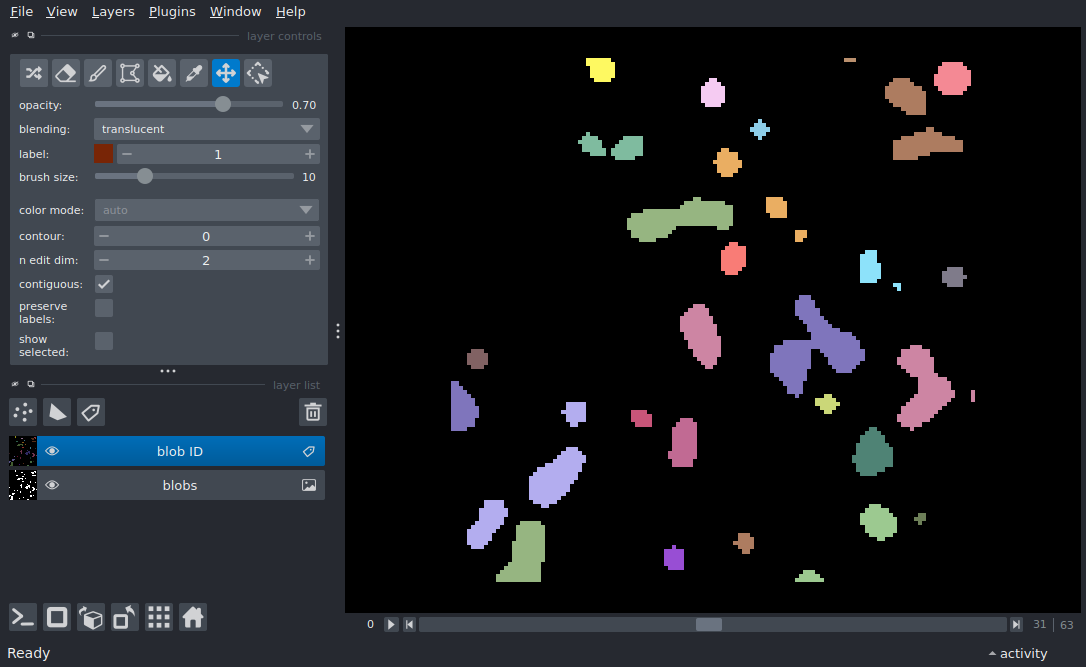 File View Layers Plugins Window Help
layer controls
opacity: 0.70
blending: translucent
label: 1
brush size: 10
color mode: auto
contour: 0
n edit dim: 2
contiguous:
preserve
labels:
show
selected:
layer list
blob ID
blobs
0 31 63
Ready activity